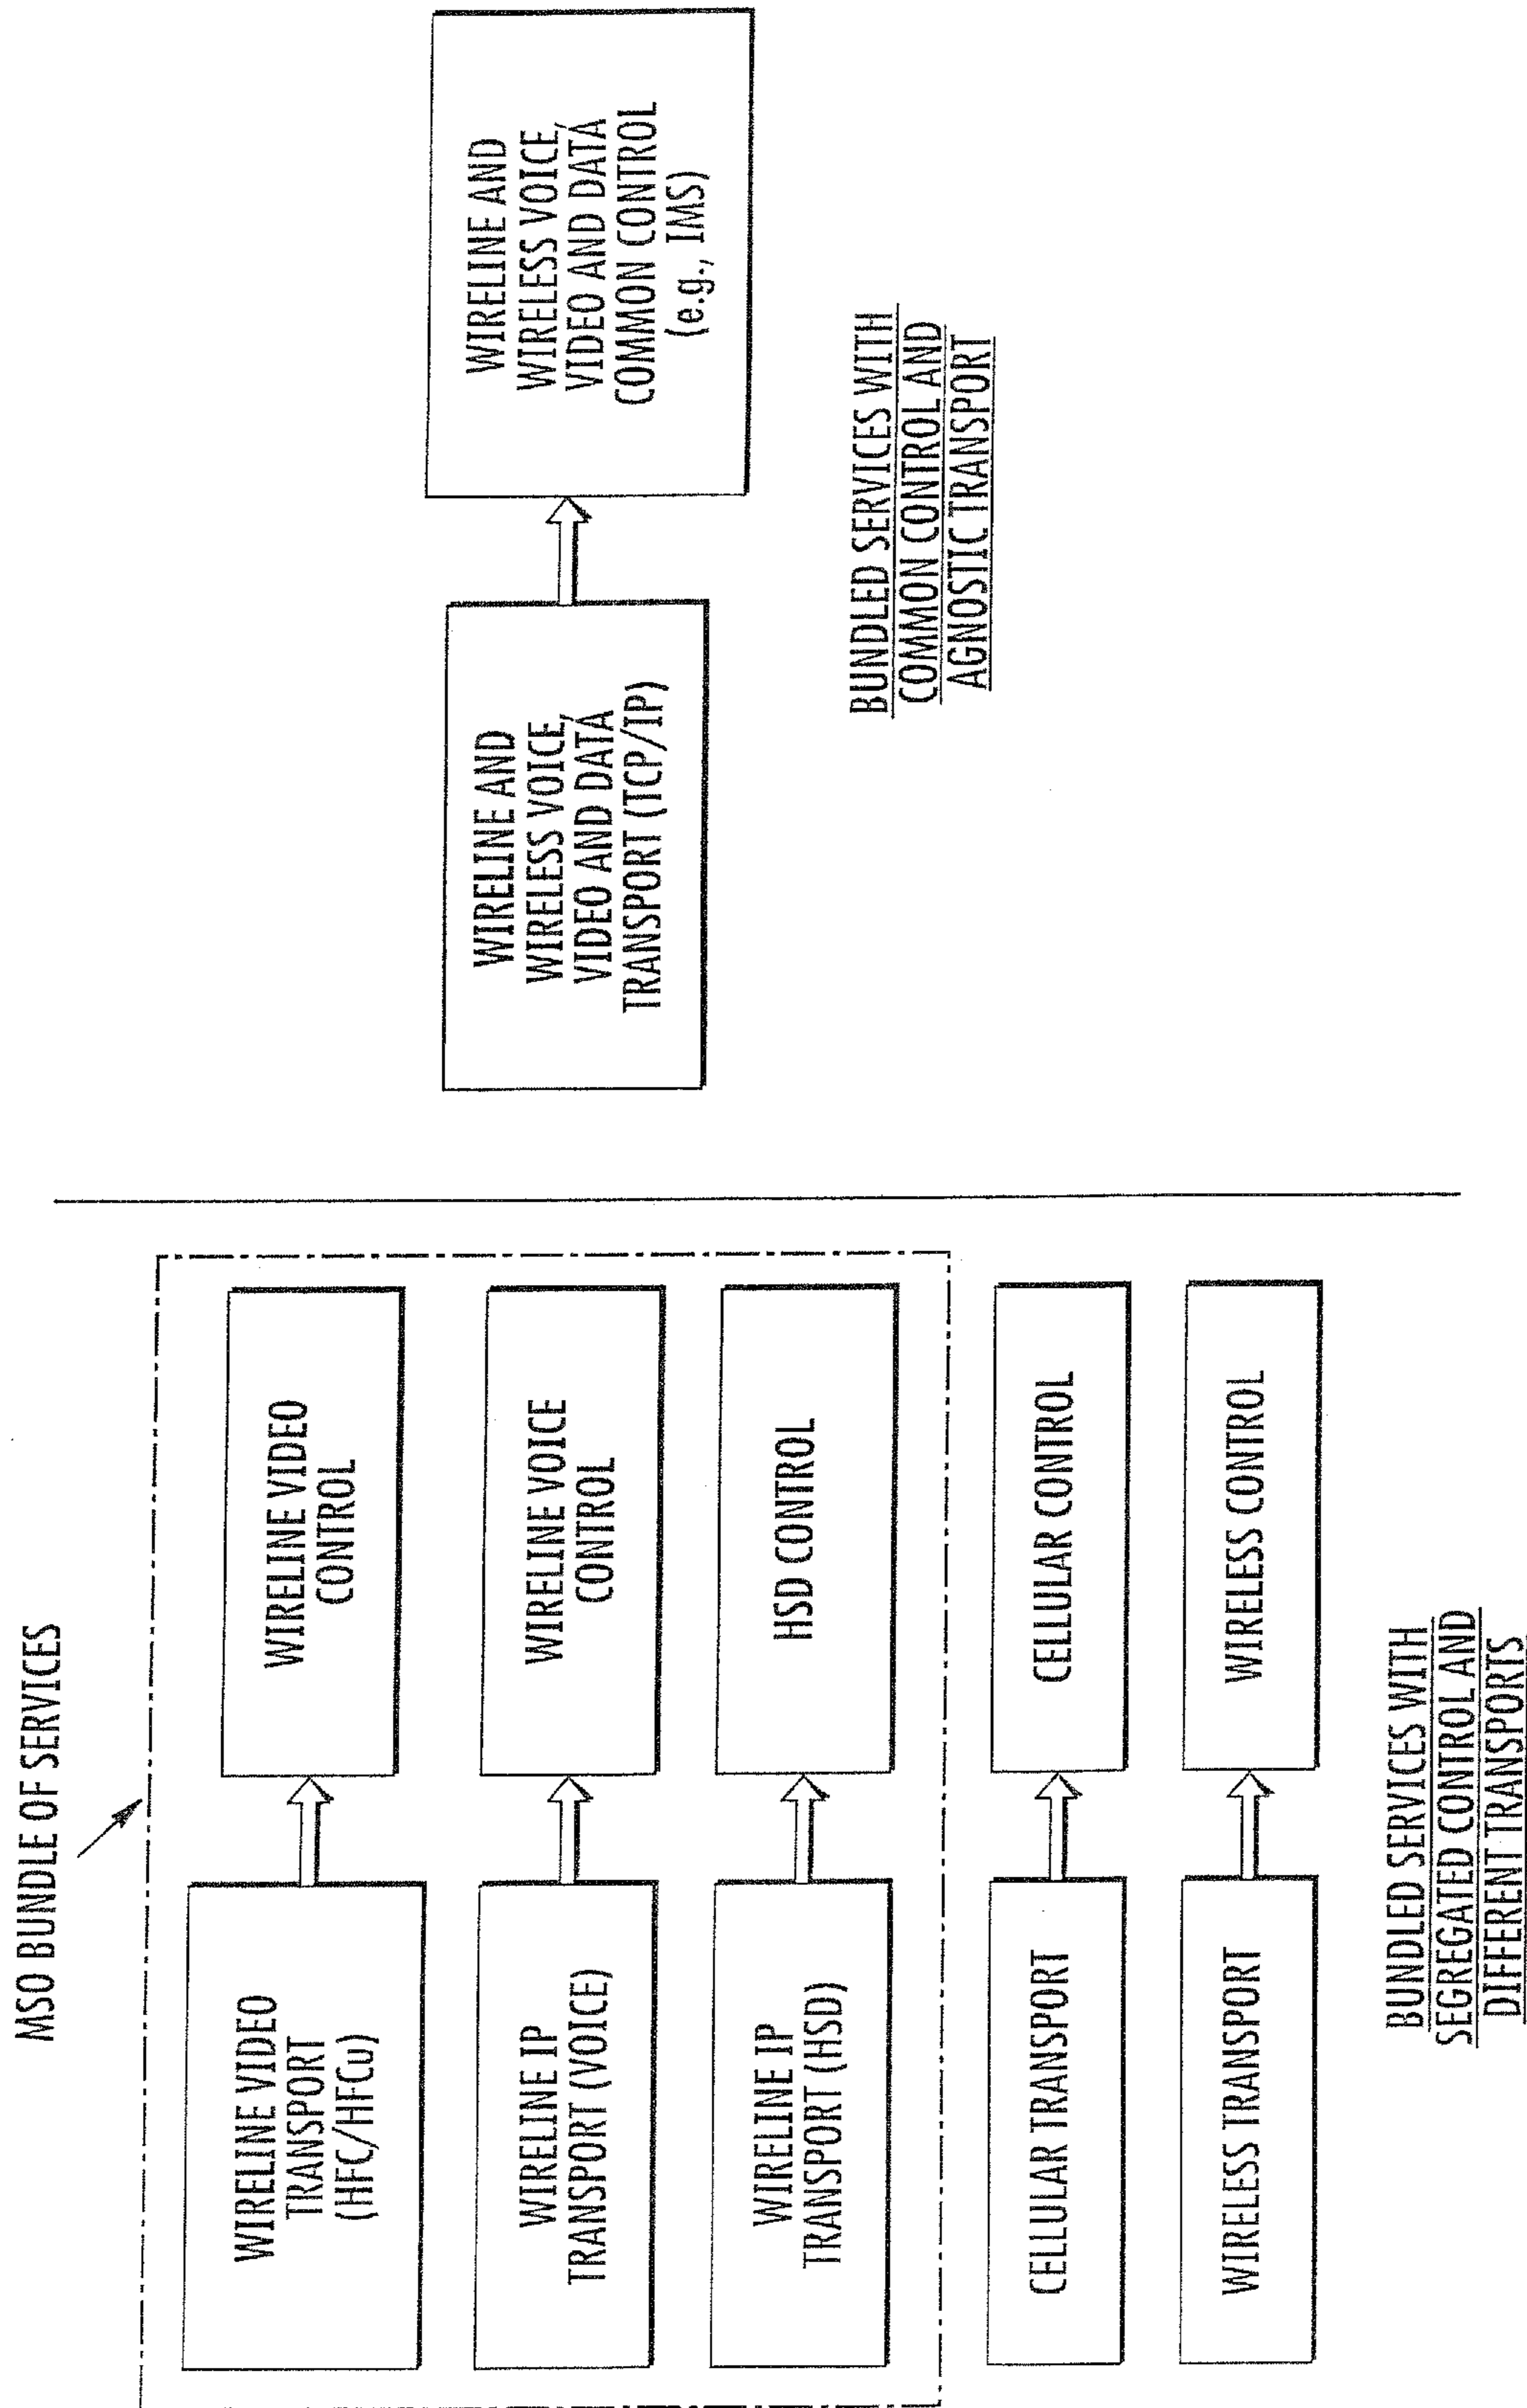 MSO BUNDLE OF SERVICES
WIRELINE VIDEO
TRANSPORT
(HFC/HFCu)
WIRELINE VIDEO
CONTROL
WIRELINE IP
TRANSPORT (VOICE)
WIRELINE VOICE
CONTROL
WIRELINE IP
TRANSPORT (HSD)
HSD CONTROL
CELLULAR TRANSPORT
CELLULAR CONTROL
WIRELESS TRANSPORT
WIRELESS CONTROL
BUNDLED SERVICES WITH
SEGREGATED CONTROL AND
DIFFERENT TRANSPORTS
WIRELINE AND
WIRELESS VOICE,
VIDEO AND DATA
TRANSPORT (TCP/IP)
WIRELINE AND
WIRELESS VOICE,
VIDEO AND DATA
COMMON CONTROL
(e.g., IMS)
BUNDLED SERVICES WITH
COMMON CONTROL AND
AGNOSTIC TRANSPORT